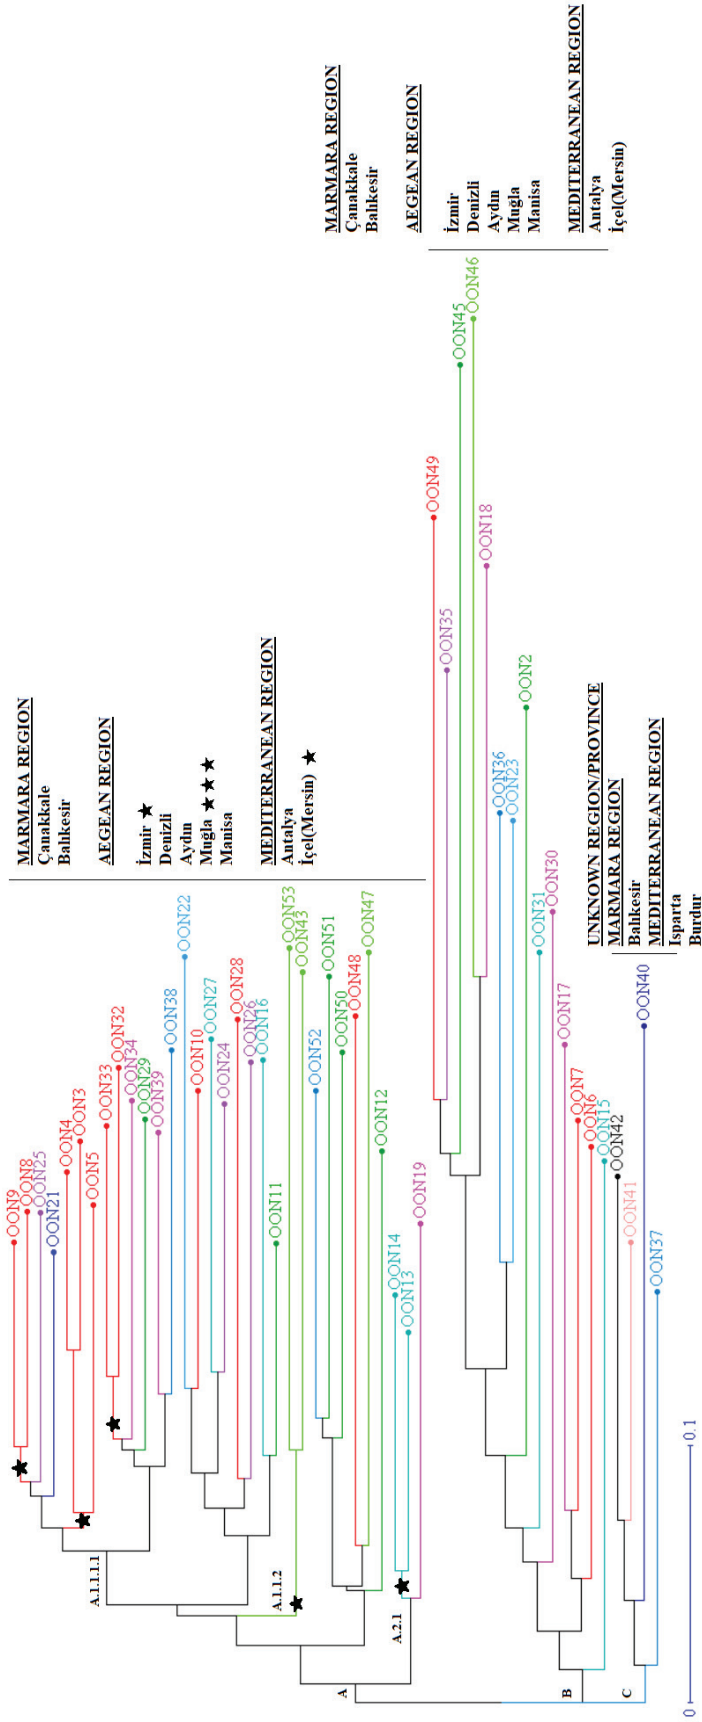 MARMARA REGION
Çanakkale
Balıkesir
AEGEAN REGION
İzmir
Denizli
Aydın
Muğla
Manisa
MEDITERRANEAN REGION
Antalya
İçel(Mersin)
MARMARA REGION
Çanakkale
Balıkesir
AEGEAN REGION
İzmir
Denizli
Aydın
Muğla
Manisa
MEDITERRANEAN REGION
Antalya
İçel(Mersin)
UNKNOWN REGION/PROVINCE
MARMARA REGION
Balıkesir
MEDITERRANEAN REGION
Isparta
Burdur
OON9
OON8
OON25
OON21
OON4
OON3
OON5
OON33
OON32
OON34
OON29
OON39
OON38
OON22
OON10
OON27
OON24
OON28
OON26
OON16
OON11
OON53
OON43
OON52
OON51
OON50
OON48
OON47
OON12
OON14
OON13
OON19
OON49
OON35
OON45
OON46
OON18
OON36
OON23
OON2
OON31
OON30
OON17
OON7
OON6
OON15
OON42
OON41
OON40
OON37
A.1.1.1.1
A.1.1.2
A.2.1
A
B
C
0
0.1